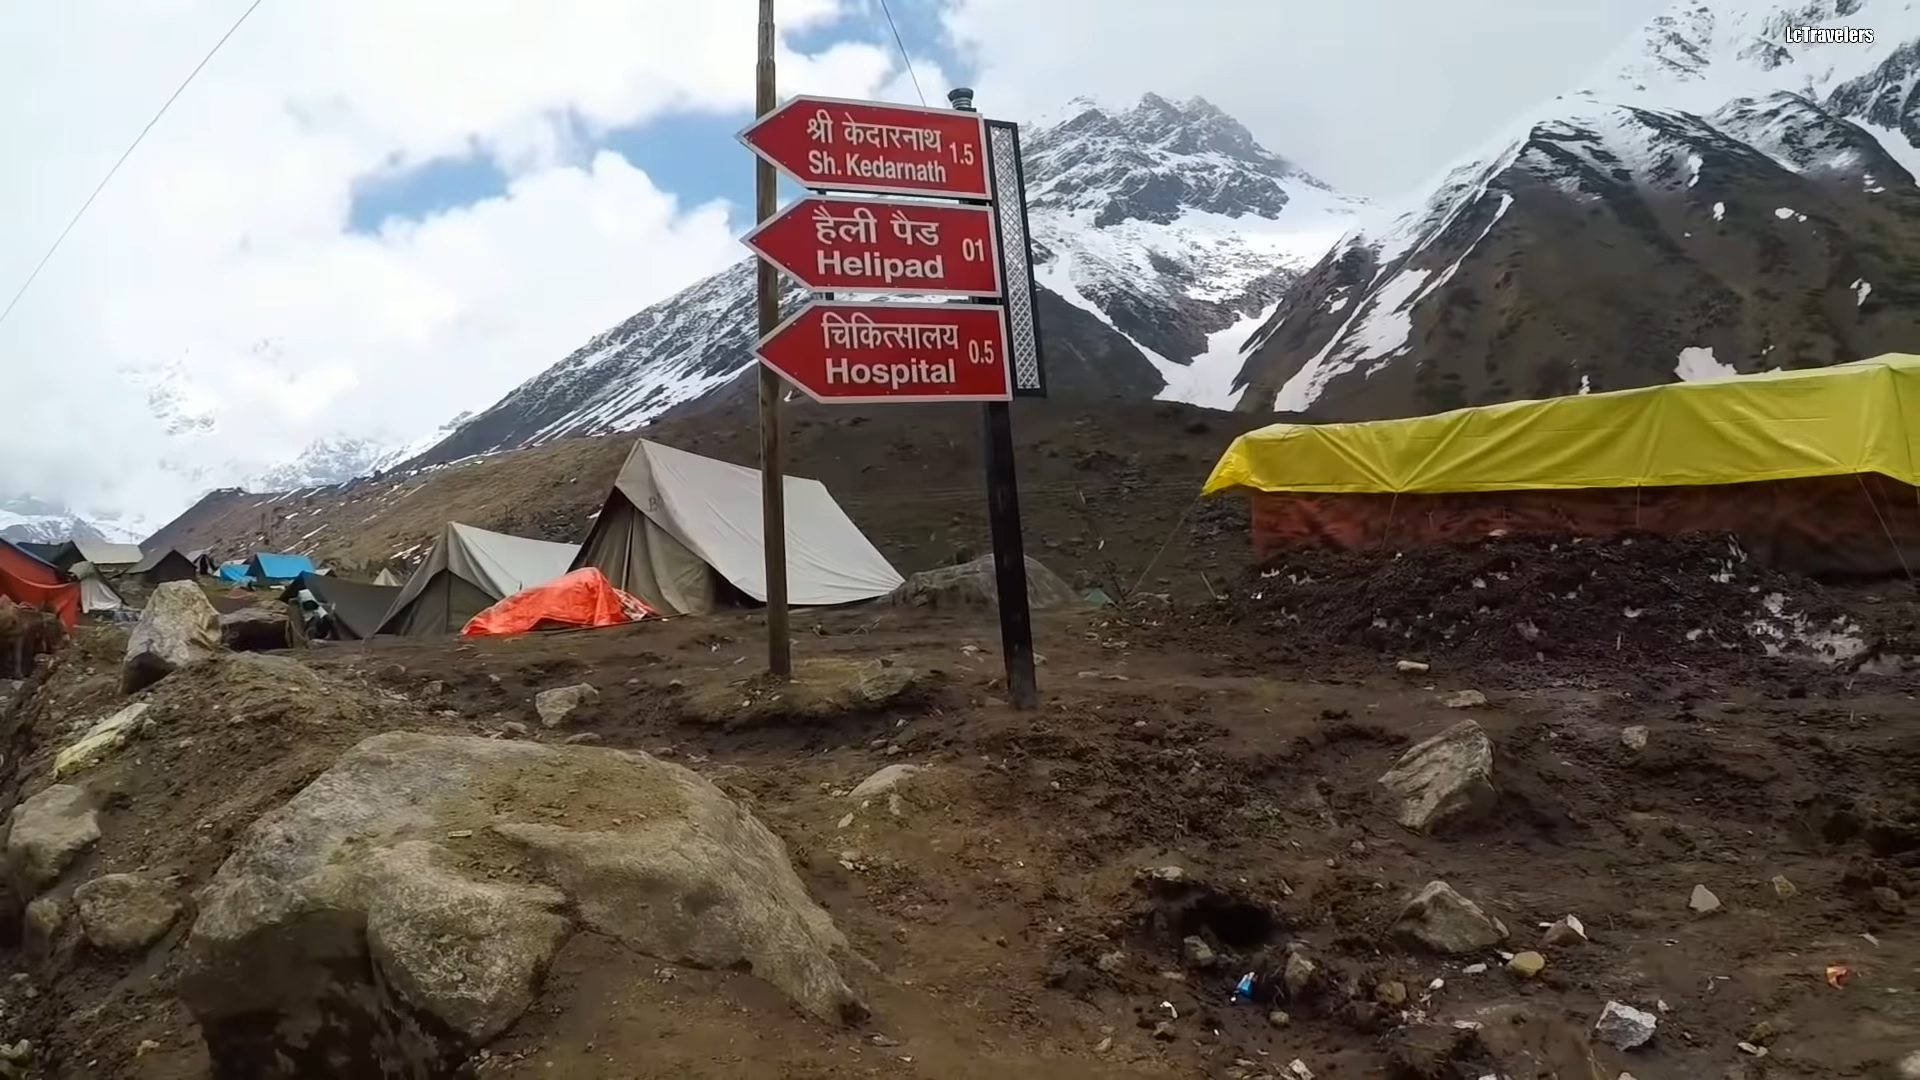 LcTravelers
श्री केदारनाथ 1.5
Sh. Kedarnath
हैली पैड 01
Helipad
चिकित्सालय 0.5
Hospital